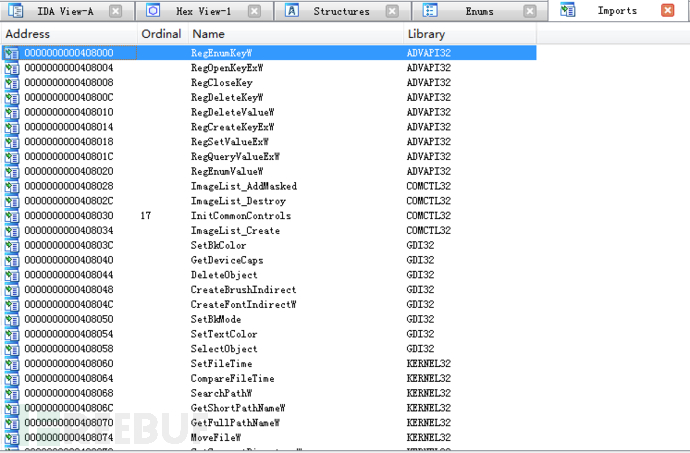 IDA View-A Hex View-1 Structures Enums Imports
Address Ordinal Name Library
0000000000408000 RegEnumKeyW ADVAPI32
0000000000408004 RegOpenKeyExW ADVAPI32
0000000000408008 RegCloseKey ADVAPI32
000000000040800C RegDeleteKeyW ADVAPI32
0000000000408010 RegDeleteValueW ADVAPI32
0000000000408014 RegCreateKeyExW ADVAPI32
0000000000408018 RegSetValueExW ADVAPI32
000000000040801C RegQueryValueExW ADVAPI32
0000000000408020 RegEnumValueW ADVAPI32
0000000000408028 ImageList_AddMasked COMCTL32
000000000040802C ImageList_Destroy COMCTL32
0000000000408030 17 InitCommonControls COMCTL32
0000000000408034 ImageList_Create COMCTL32
000000000040803C SetBkColor GDI32
0000000000408040 GetDeviceCaps GDI32
0000000000408044 DeleteObject GDI32
0000000000408048 CreateBrushIndirect GDI32
000000000040804C CreateFontIndirectW GDI32
0000000000408050 SetBkMode GDI32
0000000000408054 SetTextColor GDI32
0000000000408058 SelectObject GDI32
0000000000408060 SetFileTime KERNEL32
0000000000408064 CompareFileTime KERNEL32
0000000000408068 SearchPathW KERNEL32
000000000040806C GetShortPathNameW KERNEL32
0000000000408070 GetFullPathNameW KERNEL32
0000000000408074 MoveFileW KERNEL32